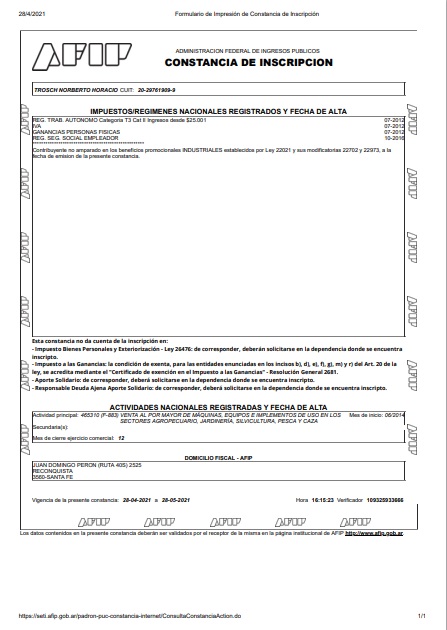 28/4/2021 Formulario de Impresión de Constancia de Inscripción
AFIP
ADMINISTRACION FEDERAL DE INGRESOS PUBLICOS
CONSTANCIA DE INSCRIPCION
TROSCH NORBERTO HORACIO CUIT: 20-29761909-9
IMPUESTOS/REGIMENES NACIONALES REGISTRADOS Y FECHA DE ALTA
REG. TRAB. AUTONOMO Categoria T3 Cat II Ingresos desde $25.001 07-2012
IVA 07-2012
GANANCIAS PERSONAS FISICAS 07-2012
REG. SEG. SOCIAL EMPLEADOR 10-2016
Contribuyente no amparado en los beneficios promocionales INDUSTRIALES establecidos por Ley 22021 y sus modificatorias 22702 y 22973, a la
fecha de emision de la presente constancia.
AFIP AFIP
AFIP AFIP
AFIP AFIP
AFIP AFIP
AFIP AFIP
AFIP AFIP
AFIP AFIP
Esta constancia no da cuenta de la inscripción en:
- Impuesto Bienes Personales y Exteriorización - Ley 26476: de corresponder, deberán solicitarse en la dependencia donde se encuentra
inscripto.
- Impuesto a las Ganancias: la condición de exenta, para las entidades enunciadas en los incisos b), d), e), f), g), m) y r) del Art. 20 de la
ley, se acredita mediante el "Certificado de exención en el Impuesto a las Ganancias" - Resolución General 2681.
- Aporte Solidario: de corresponder, deberá solicitarse en la dependencia donde se encuentra inscripto.
- Responsable Deuda Ajena Aporte Solidario: de corresponder, deberá solicitarse en la dependencia donde se encuentra inscripto.
ACTIVIDADES NACIONALES REGISTRADAS Y FECHA DE ALTA
Actividad principal: 465310 (F-883) VENTA AL POR MAYOR DE MÁQUINAS, EQUIPOS E IMPLEMENTOS DE USO EN LOS Mes de inicio: 06/2014
SECTORES AGROPECUARIO, JARDINERÍA, SILVICULTURA, PESCA Y CAZA
Secundaria(s):
Mes de cierre ejercicio comercial: 12
DOMICILIO FISCAL - AFIP
JUAN DOMINGO PERON (RUTA 40S) 2525
RECONQUISTA
3560-SANTA FE
Vigencia de la presente constancia: 28-04-2021 a 28-05-2021 Hora 16:15:23 Verificador 109325933666
AFIP AFIP AFIP AFIP AFIP
Los datos contenidos en la presente constancia deberán ser validados por el receptor de la misma en la página institucional de AFIP http://www.afip.gob.ar.
https://seti.afip.gob.ar/padron-puc-constancia-internet/ConsultaConstanciaAction.do 1/1